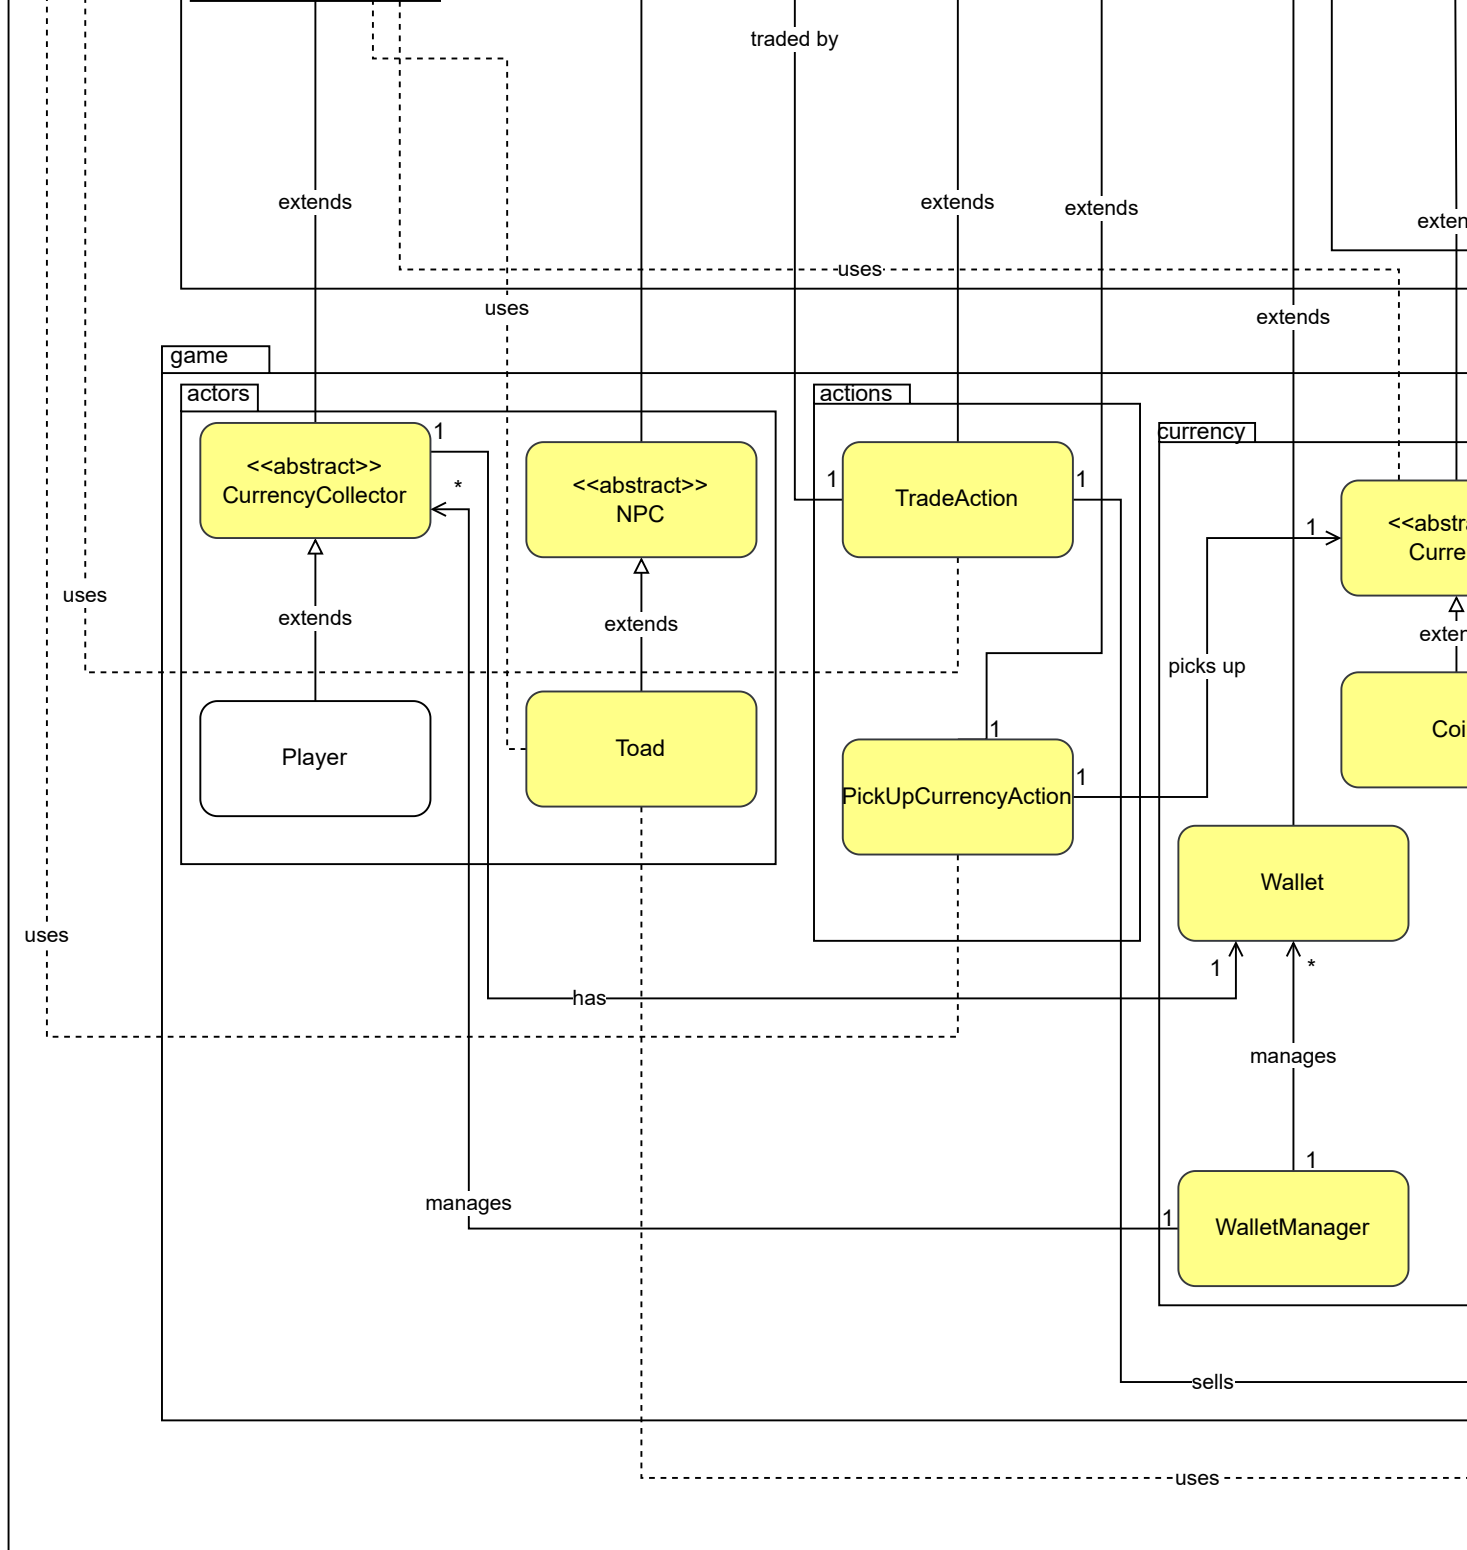 traded by
extends
extends
extends
exten
uses
uses
extends
game
actors
actions
currency
1
*
<<abstract>>
CurrencyCollector
<<abstract>>
NPC
1
TradeAction
1
1
<<abstr
Curre
uses
extends
extends
exten
picks up
Player
Toad
1
PickUpCurrencyAction
1
Coi
Wallet
uses
1
*
has
manages
1
manages
1
WalletManager
sells
uses